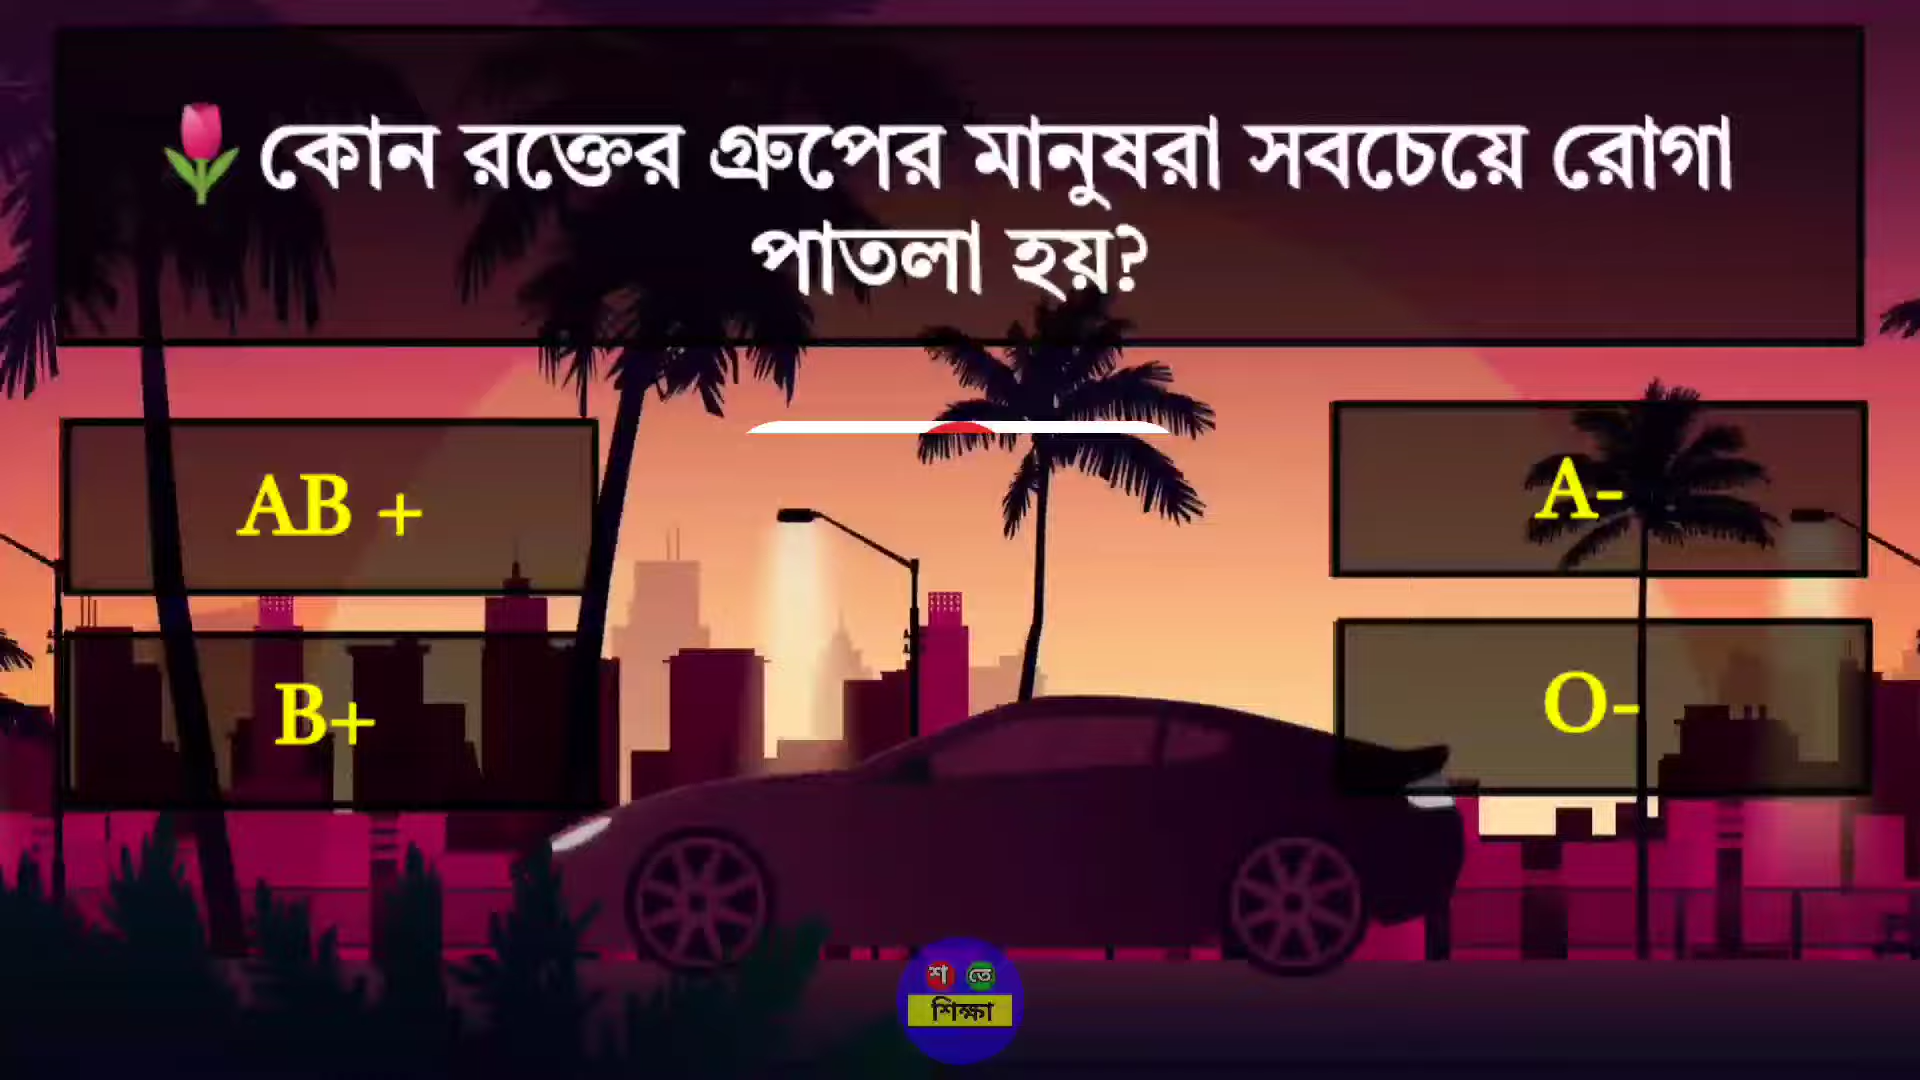 🌷কোন রক্তের গ্রুপের মানুষরা সবচেয়ে রোগা
পাতলা হয়?
AB +
A-
B+
O-
শ তে
শিক্ষা